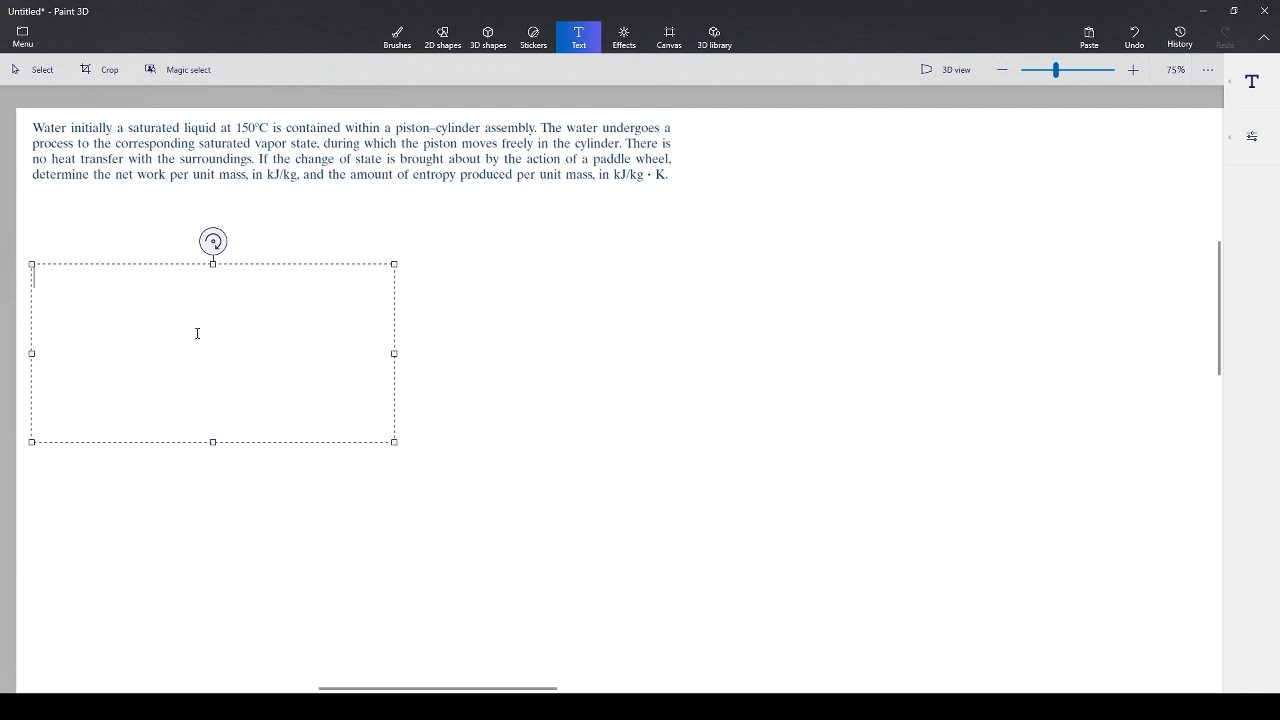 Untitled* - Paint 3D
Menu
Brushes
2D shapes
3D shapes
Stickers
Text
Effects
Canvas
3D library
Paste
Undo
History
Redo
Select
Crop
Magic select
3D view
75%
Water initially a saturated liquid at 150°C is contained within a piston–cylinder assembly. The water undergoes a
process to the corresponding saturated vapor state, during which the piston moves freely in the cylinder. There is
no heat transfer with the surroundings. If the change of state is brought about by the action of a paddle wheel,
determine the net work per unit mass, in kJ/kg, and the amount of entropy produced per unit mass, in kJ/kg · K.